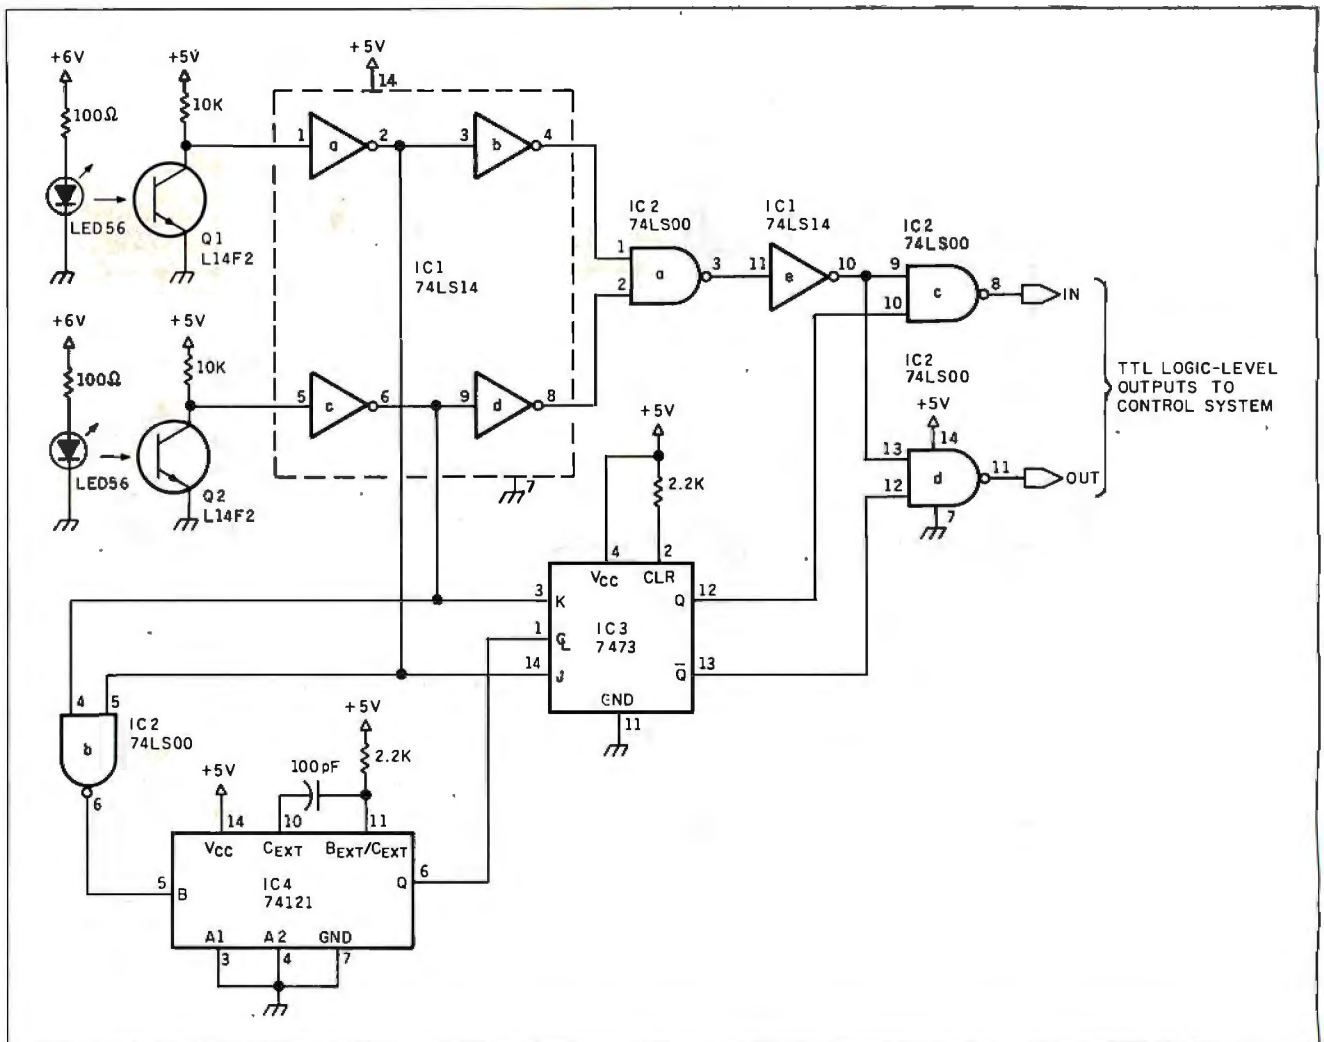 +6V
+5V
+5V
14
100Ω
10K
LED56
Q1
L14F2
1
a
2
3
b
4
IC1
74LS14
+6V
+5V
100Ω
10K
LED56
Q2
L14F2
5
c
6
9
d
8
7
IC2
74LS00
1
2
a
3
IC1
74LS14
11
e
10
IC2
74LS00
9
10
c
8
IN
IC2
74LS00
+5V
14
13
12
d
11
OUT
7
TTL LOGIC-LEVEL
OUTPUTS TO
CONTROL SYSTEM
+5V
2.2K
4
2
VCC
CLR
3
K
Q
12
1
CL
IC3
7473
14
J
Q̅
13
GND
11
4
5
b
IC2
74LS00
6
+5V
14
+5V
2.2K
100pF
10
11
VCC
CEXT
BEXT/CEXT
5
B
IC4
74121
Q
6
A1
A2
GND
3
4
7